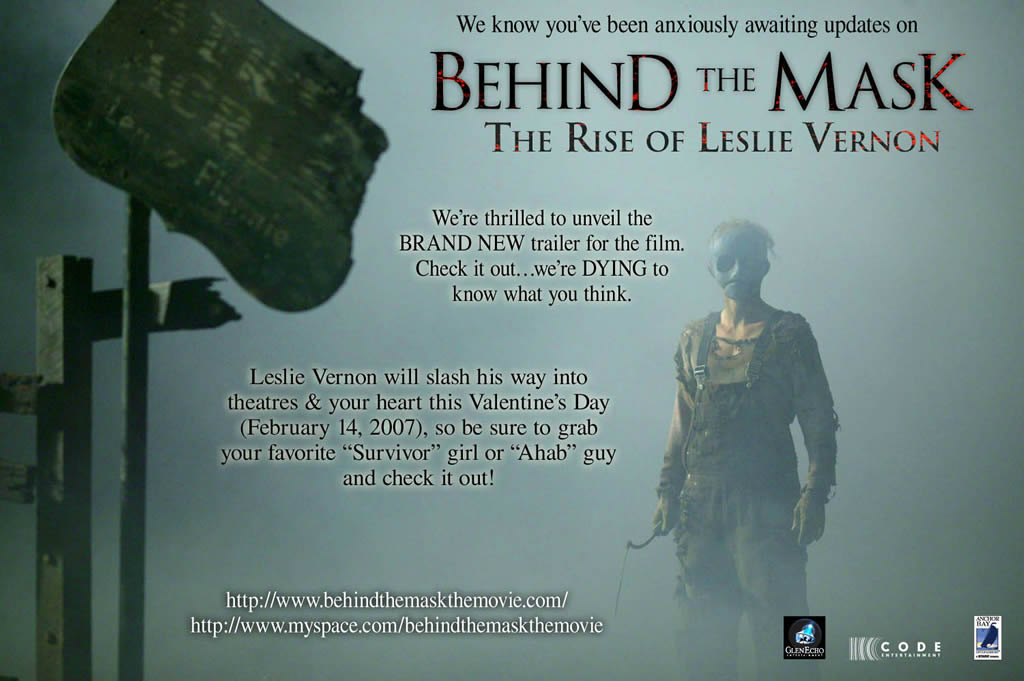 We know you've been anxiously awaiting updates on
BEHIND THE MASK
THE RISE OF LESLIE VERNON
We're thrilled to unveil the
BRAND NEW trailer for the film.
Check it out…we're DYING to
know what you think.
Leslie Vernon will slash his way into
theatres & your heart this Valentine's Day
(February 14, 2007), so be sure to grab
your favorite “Survivor” girl or “Ahab” guy
and check it out!
http://www.behindthemaskthemovie.com/
http://www.myspace.com/behindthemaskthemovie
GLENECHO
ENTERTAINMENT
CODE
ENTERTAINMENT
ANCHOR
BAY